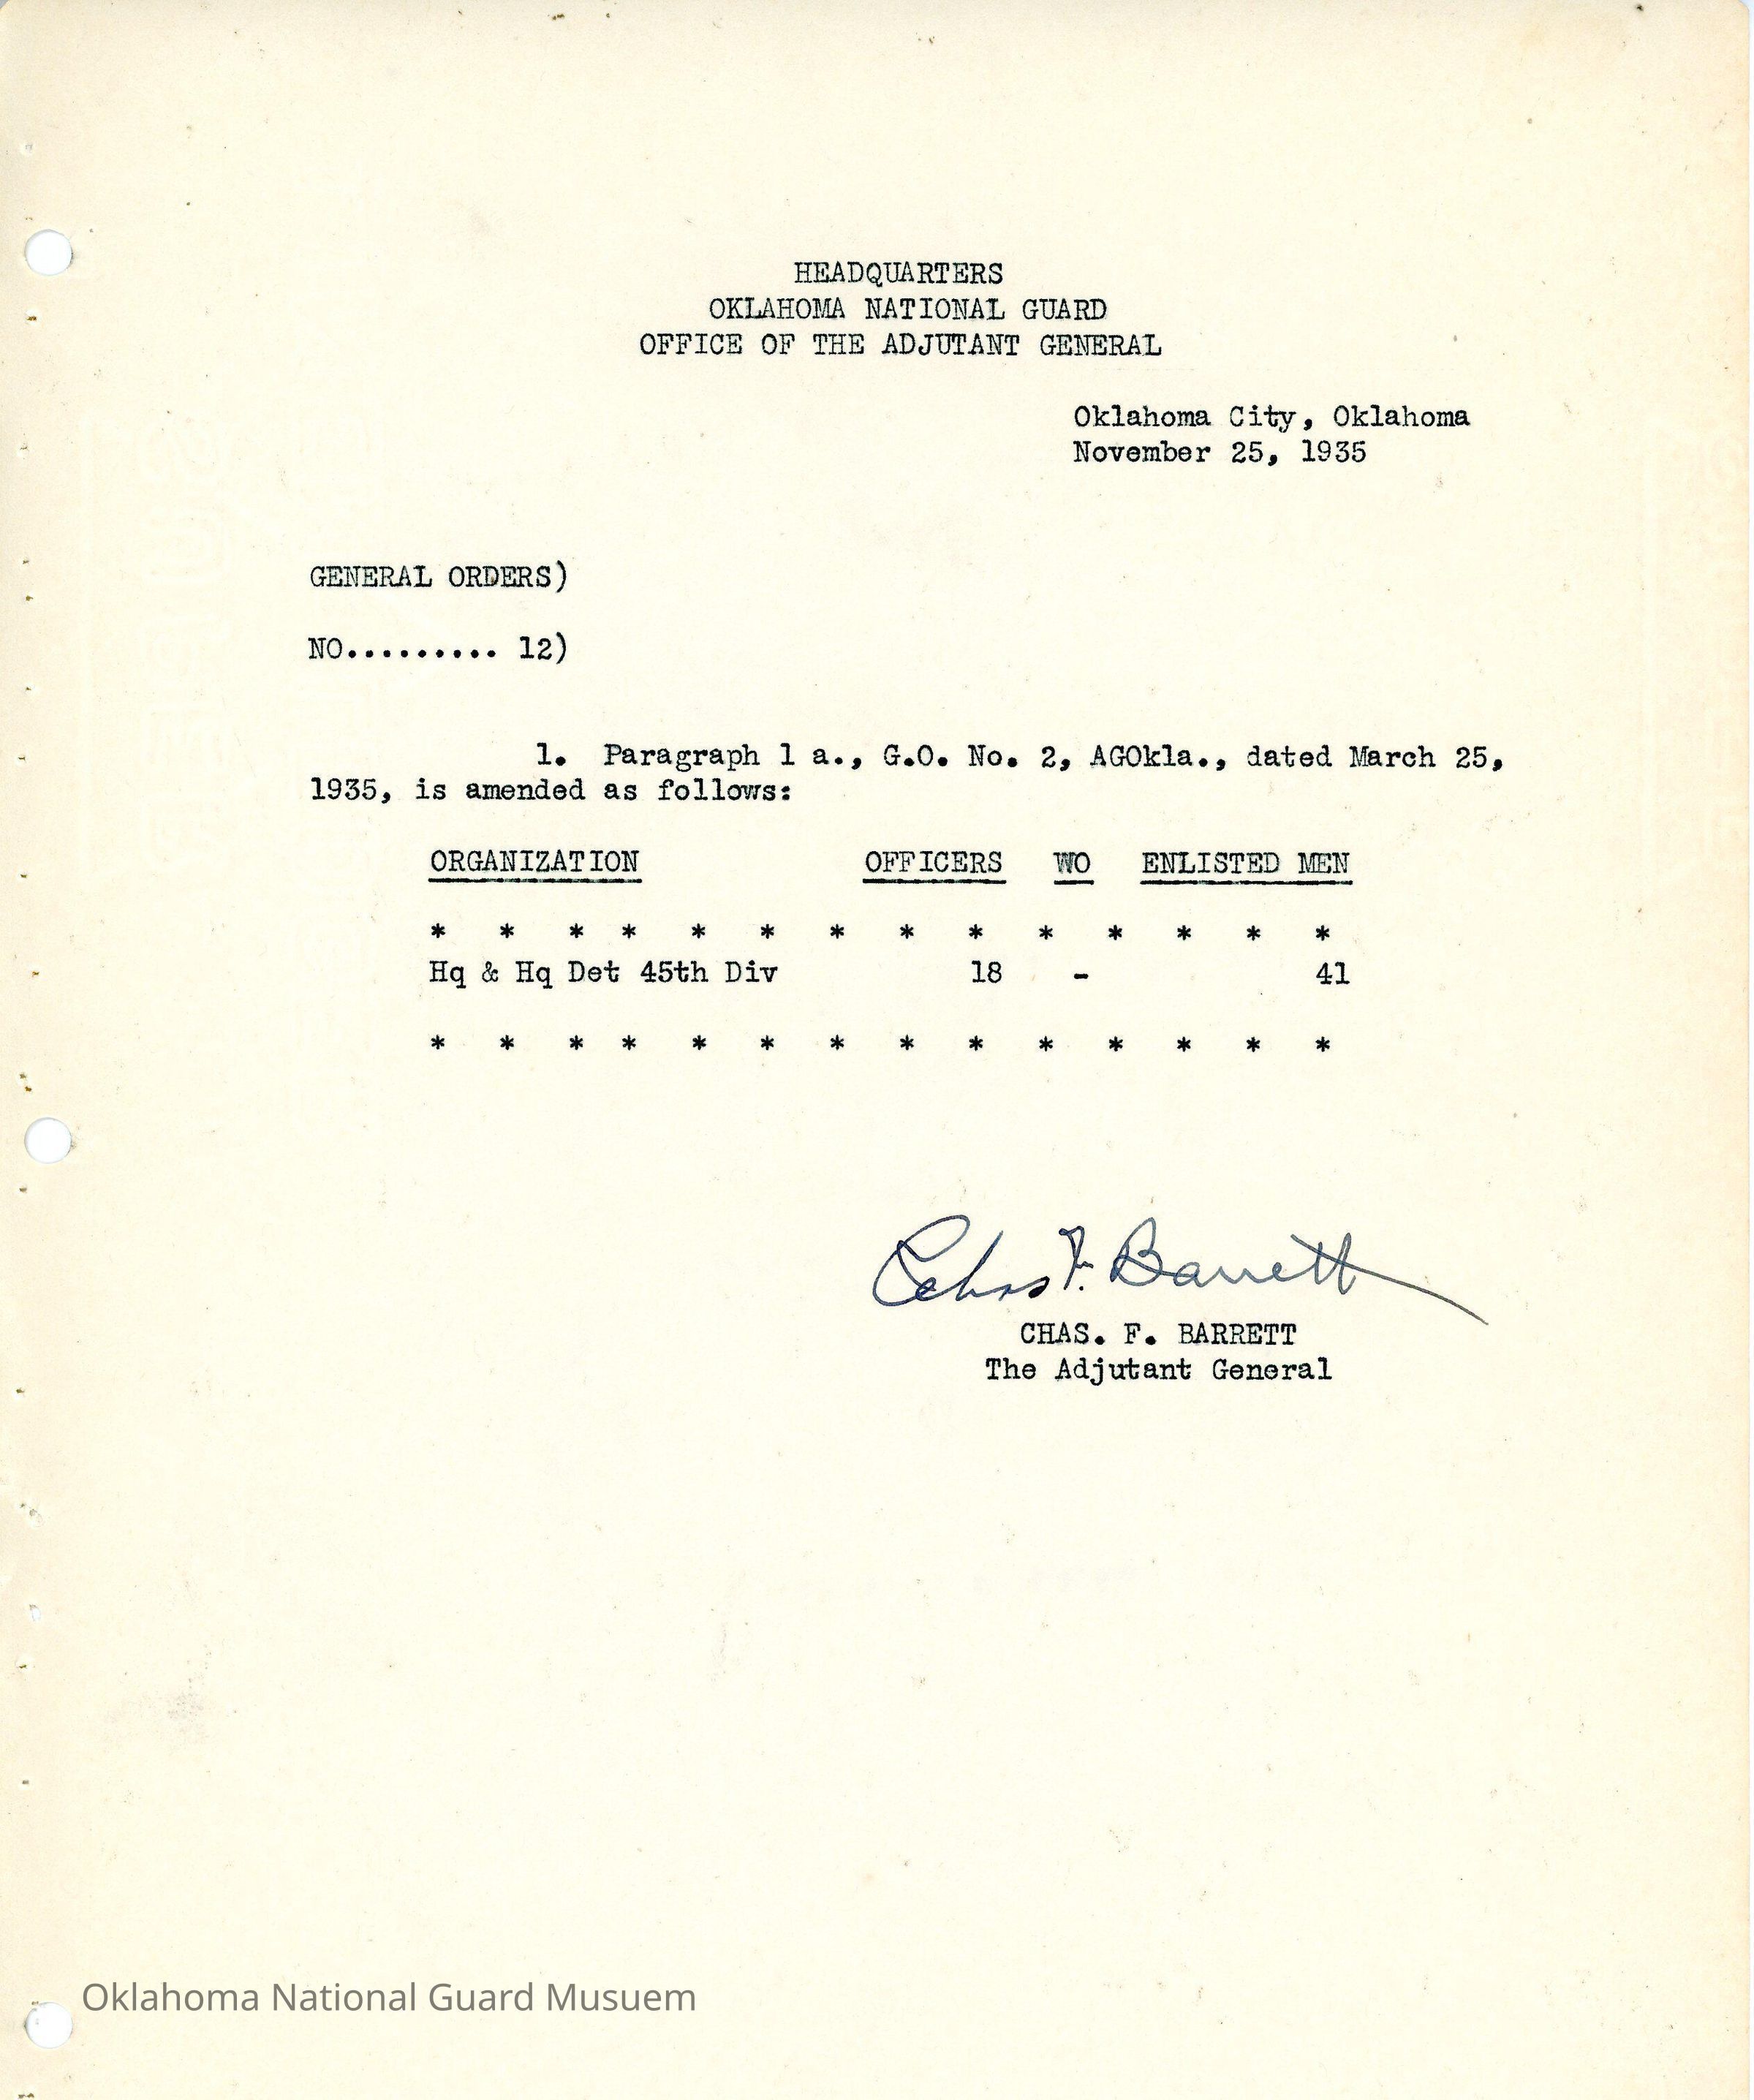 HEADQUARTERS
OKLAHOMA NATIONAL GUARD
OFFICE OF THE ADJUTANT GENERAL
Oklahoma City, Oklahoma
November 25, 1935
GENERAL ORDERS)
NO......... 12)
1. Paragraph 1 a., G.O. No. 2, AGOkla., dated March 25,
1935, is amended as follows:
ORGANIZATION OFFICERS WO ENLISTED MEN
* * * * * * * * * * * * * *
Hq & Hq Det 45th Div 18 - 41
* * * * * * * * * * * * * *
Chas F. Barrett
CHAS. F. BARRETT
The Adjutant General
Oklahoma National Guard Musuem